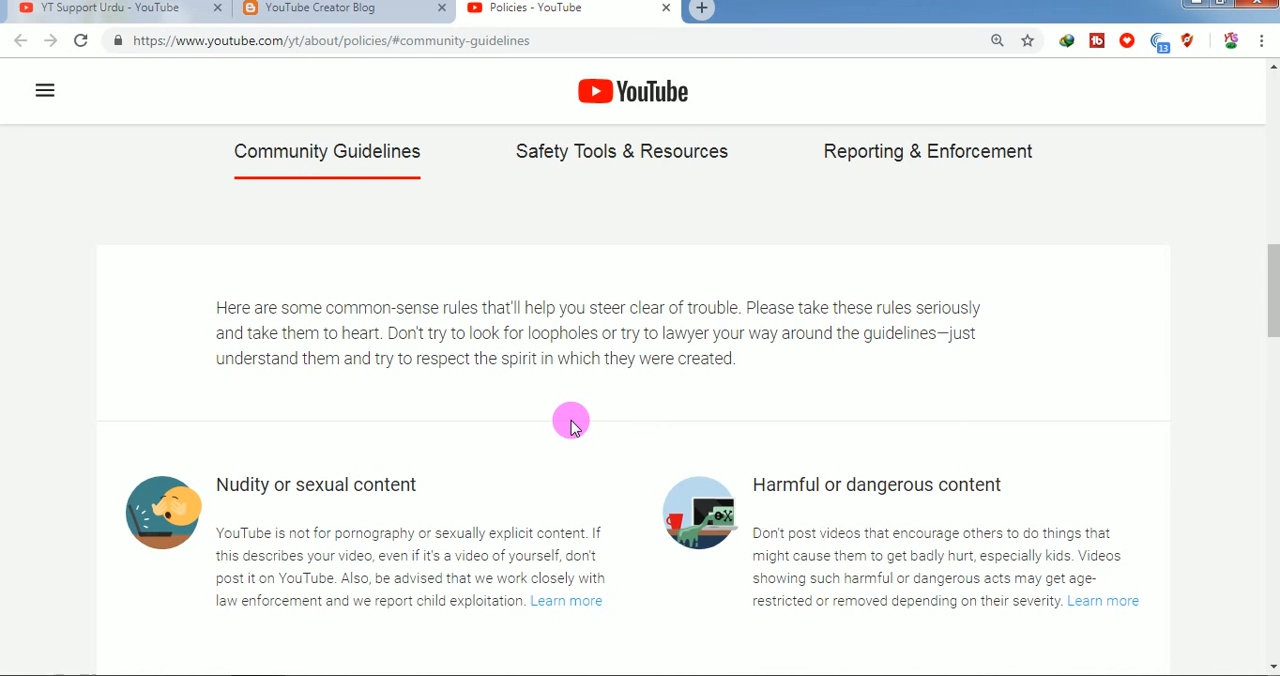 YT Support Urdu - YouTube
YouTube Creator Blog
Policies - YouTube
https://www.youtube.com/yt/about/policies/#community-guidelines
13
YouTube
Community Guidelines
Safety Tools & Resources
Reporting & Enforcement
Here are some common-sense rules that'll help you steer clear of trouble. Please take these rules seriously
and take them to heart. Don't try to look for loopholes or try to lawyer your way around the guidelines—just
understand them and try to respect the spirit in which they were created.
Nudity or sexual content
YouTube is not for pornography or sexually explicit content. If
this describes your video, even if it's a video of yourself, don't
post it on YouTube. Also, be advised that we work closely with
law enforcement and we report child exploitation. Learn more
Harmful or dangerous content
Don't post videos that encourage others to do things that
might cause them to get badly hurt, especially kids. Videos
showing such harmful or dangerous acts may get age-
restricted or removed depending on their severity. Learn more